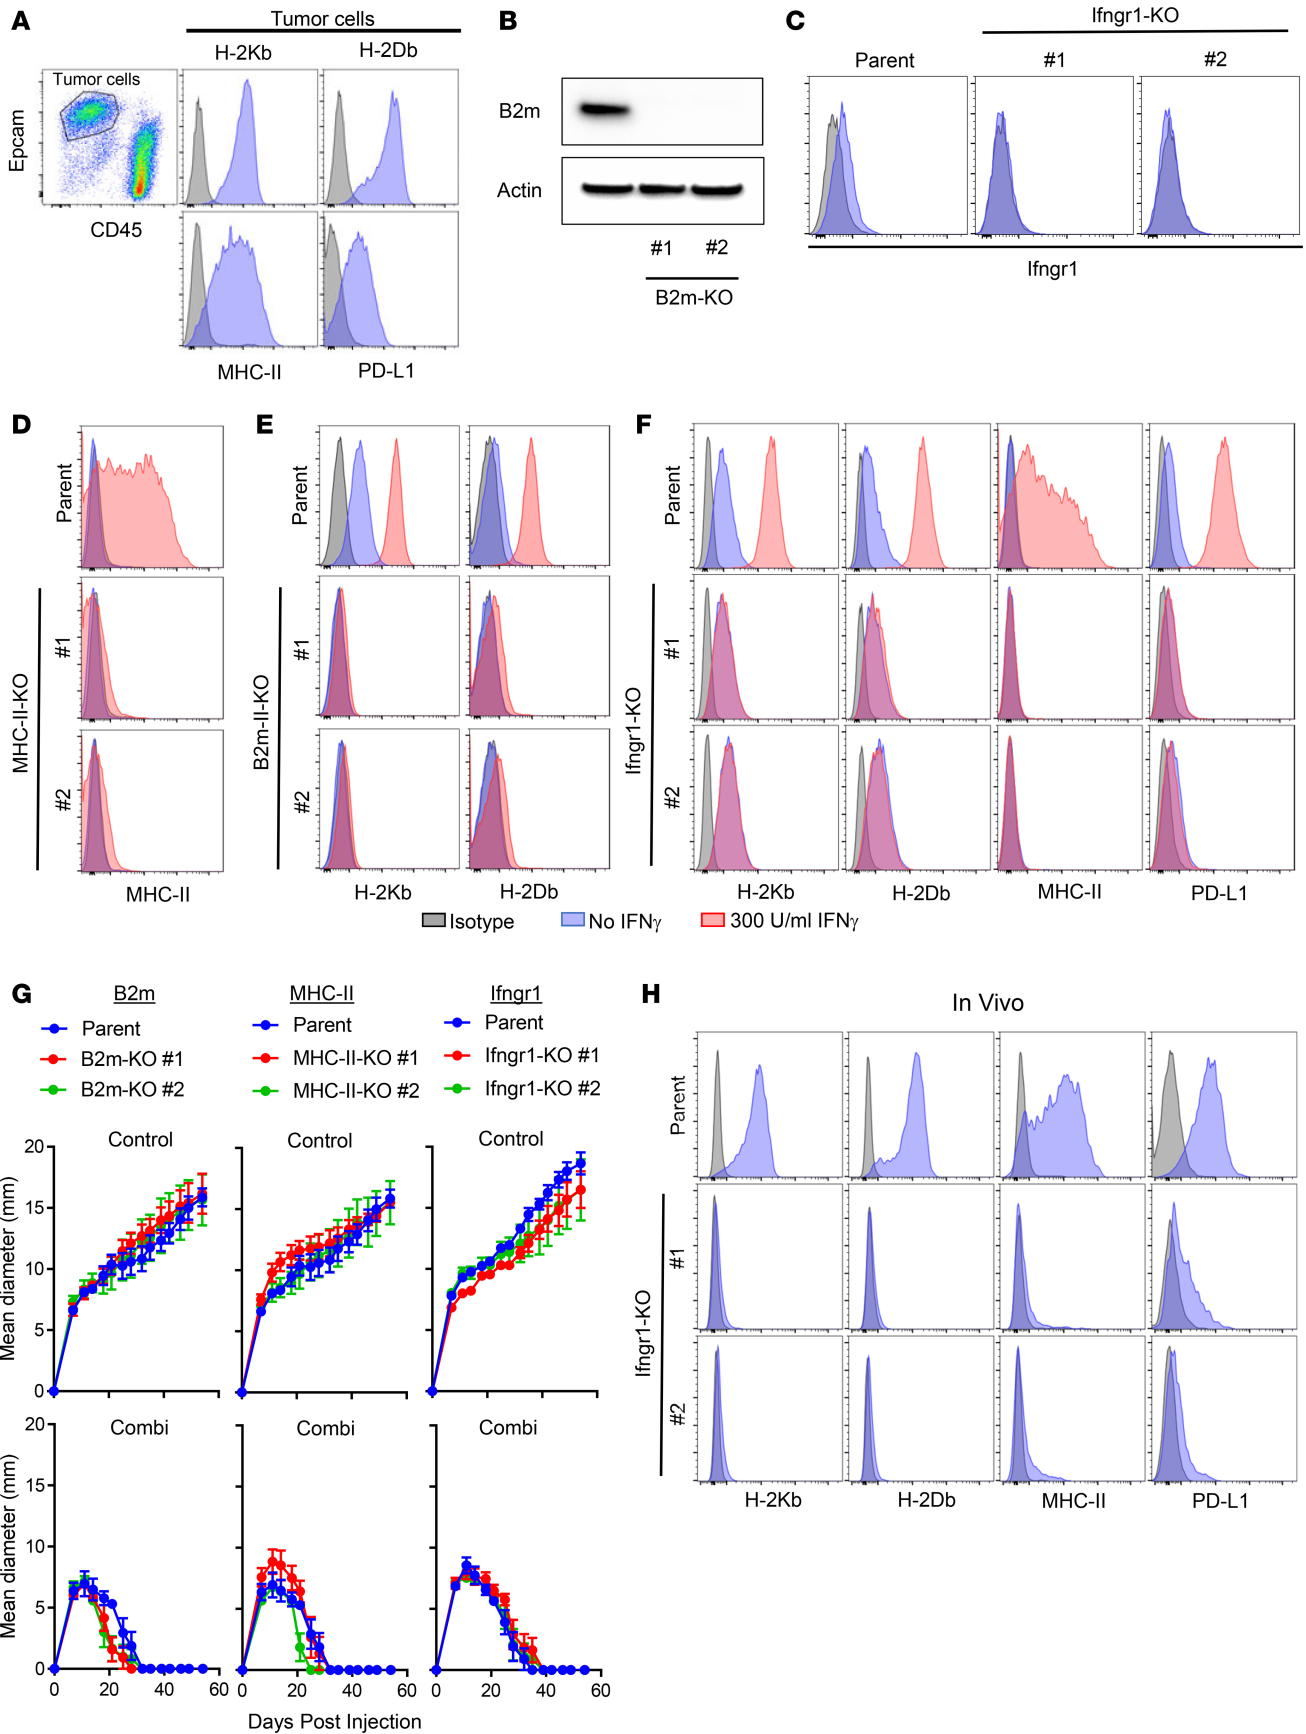 A
Tumor cells
H-2Kb
H-2Db
Tumor cells
Epcam
CD45
MHC-II
PD-L1
B
B2m
Actin
#1
#2
B2m-KO
C
Ifngr1-KO
Parent
#1
#2
Ifngr1
D
Parent
MHC-II-KO
#1
#2
MHC-II
E
Parent
B2m-II-KO
#1
#2
H-2Kb
H-2Db
F
Parent
Ifngr1-KO
#1
#2
H-2Kb
H-2Db
MHC-II
PD-L1
Isotype
No IFNγ
300 U/ml IFNγ
G
B2m
Parent
B2m-KO #1
B2m-KO #2
MHC-II
Parent
MHC-II-KO #1
MHC-II-KO #2
Ifngr1
Parent
Ifngr1-KO #1
Ifngr1-KO #2
Control
Control
Control
Mean diameter (mm)
20
15
10
5
0
Combi
Combi
Combi
Mean diameter (mm)
20
15
10
5
0
0 20 40 60
0 20 40 60
0 20 40 60
Days Post Injection
H
In Vivo
Parent
Ifngr1-KO
#1
#2
H-2Kb
H-2Db
MHC-II
PD-L1